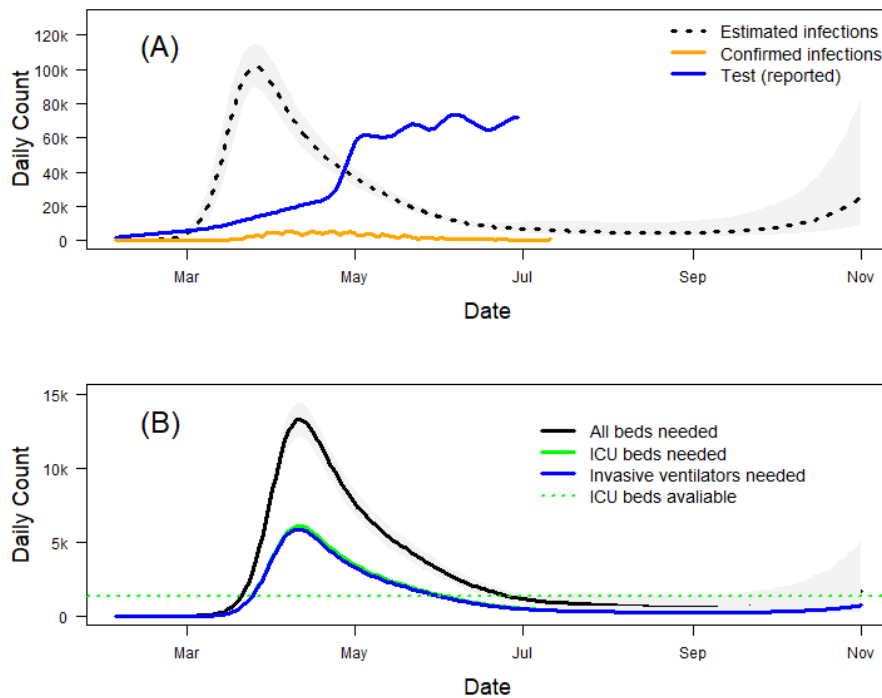 (A)
Estimated infections
Confirmed infections
Test (reported)
Daily Count
120k
100k
80k
60k
40k
20k
0
Mar
May
Jul
Sep
Nov
Date
(B)
All beds needed
ICU beds needed
Invasive ventilators needed
ICU beds avaliable
Daily Count
15k
10k
5k
0
Mar
May
Jul
Sep
Nov
Date